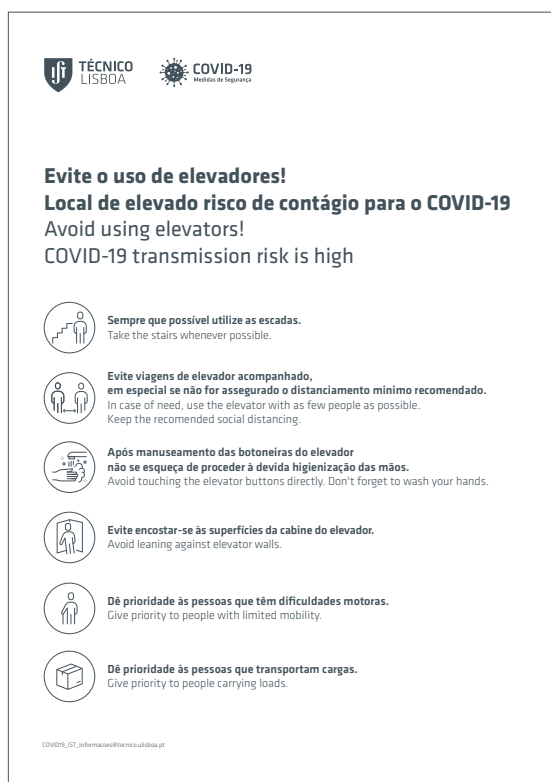 TÉCNICO
LISBOA
COVID-19
Medidas de Segurança
Evite o uso de elevadores!
Local de elevado risco de contágio para o COVID-19
Avoid using elevators!
COVID-19 transmission risk is high
Sempre que possível utilize as escadas.
Take the stairs whenever possible.
Evite viagens de elevador acompanhado,
em especial se não for assegurado o distanciamento minimo recomendado.
In case of need, use the elevator with as few people as possible.
Keep the recomended social distancing.
Após manuseamento das botoneiras do elevador
não se esqueça de proceder à devida higienização das mãos.
Avoid touching the elevator buttons directly. Don't forget to wash your hands.
Evite encostar-se às superfícies da cabine do elevador.
Avoid leaning against elevator walls.
Dê prioridade às pessoas que têm dificuldades motoras.
Give priority to people with limited mobility.
Dê prioridade às pessoas que transportam cargas.
Give priority to people carrying loads.
COVID19_IST_Informacoes@tecnico.ulisboa.pt